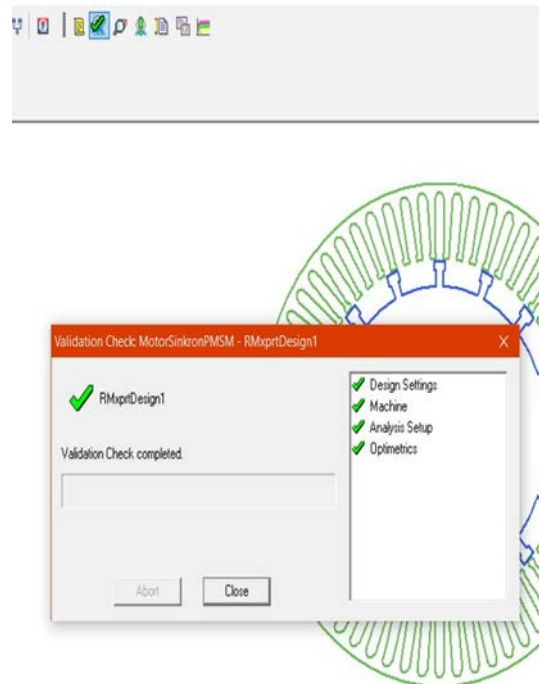 Validation Check: MotorSinkronPMSM - RMxprtDesign1
X
RMxprtDesign1
Validation Check completed.
Design Settings
Machine
Analysis Setup
Optimetrics
Abort
Close